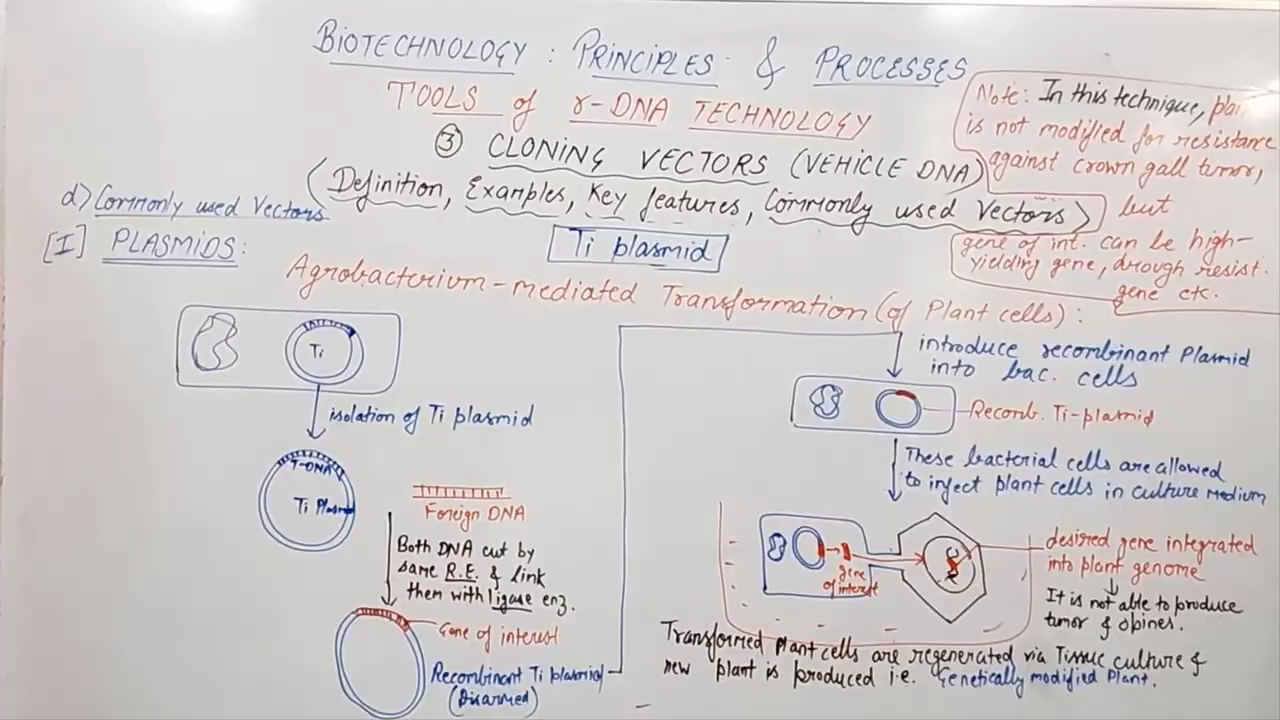 BIOTECHNOLOGY : PRINCIPLES & PROCESSES
TOOLS of r-DNA TECHNOLOGY
③ CLONING VECTORS (VEHICLE DNA)
(Definition, Examples, Key features, Commonly used Vectors)
Note: In this technique,
is not modified for resistance
against crown gall tumor,
but
gene of int. can be high-
yielding gene, drough resist.
gene etc.
d) Commonly used Vectors
[I] PLASMIDS:
Ti plasmid
Agrobacterium-mediated Transformation (of Plant cells):
Ti
isolation of Ti plasmid
T-DNA
Ti Plasmid
Foreign DNA
Both DNA cut by
same R.E. & link
them with ligase enz.
Gene of interest
Recombinant Ti plasmid
(Disarmed)
introduce recombinant Plasmid
into bac. cells
Recomb. Ti-plasmid
These bacterial cells are allowed
to infect plant cells in culture medium
gene
of interest
desired gene integrated
into plant genome
It is not able to produce
tumor & opines.
Transformed Plant cells are regenerated via Tissue culture &
new plant is produced i.e. Genetically modified Plant.